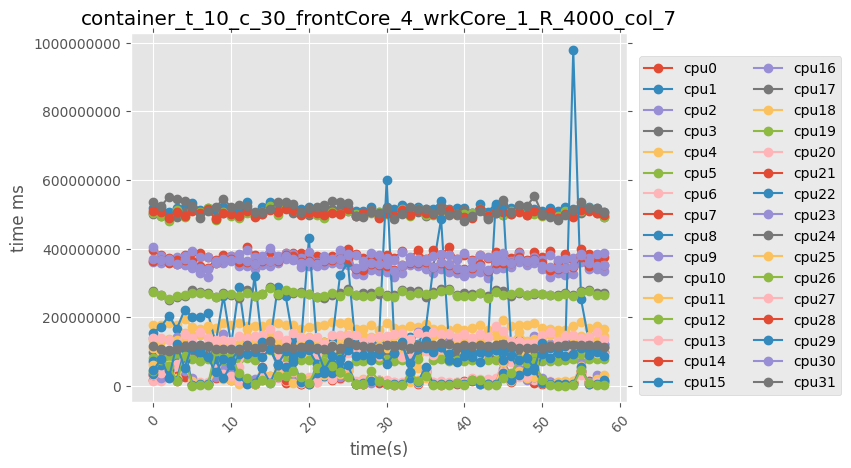 container_t_10_c_30_frontCore_4_wrkCore_1_R_4000_col_7
1000000000
800000000
600000000
400000000
200000000
0
time ms
0 10 20 30 40 50 60
time(s)
cpu0 cpu16
cpu1 cpu17
cpu2 cpu18
cpu3 cpu19
cpu4 cpu20
cpu5 cpu21
cpu6 cpu22
cpu7 cpu23
cpu8 cpu24
cpu9 cpu25
cpu10 cpu26
cpu11 cpu27
cpu12 cpu28
cpu13 cpu29
cpu14 cpu30
cpu15 cpu31